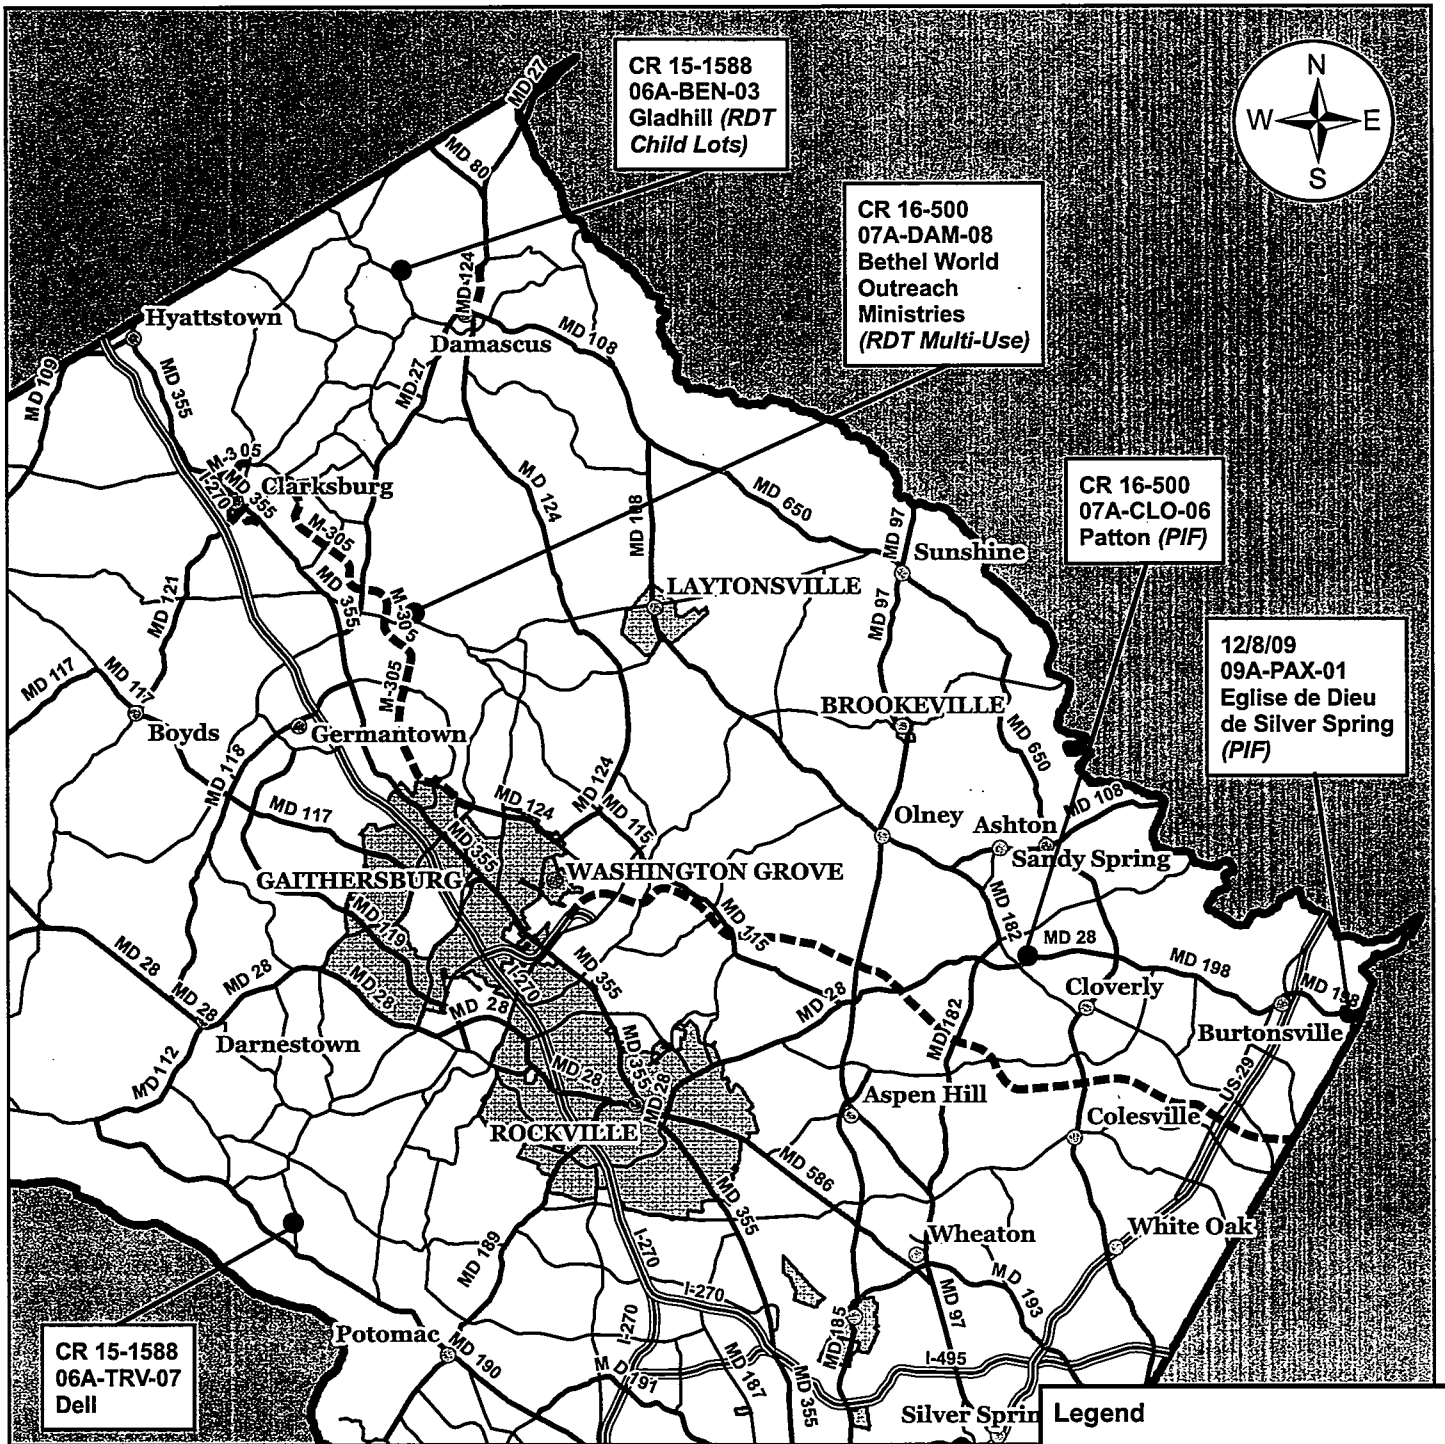 CR 15-1588
06A-BEN-03
Gladhill (RDT
Child Lots)
N
W E
S
CR 16-500
07A-DAM-08
Bethel World
Outreach
Ministries
(RDT Multi-Use)
CR 16-500
07A-CLO-06
Patton (PIF)
12/8/09
09A-PAX-01
Eglise de Dieu
de Silver Spring
(PIF)
CR 15-1588
06A-TRV-07
Dell
MD 27
MD 80
MD 124
Hyattstown
Damascus
MD 108
MD 109
MD 355
MD 27
M-305
I-270
MD 355
Clarksburg
M-305
MD 124
MD 108
MD 650
MD 97
Sunshine
MD 121
MD 355
M-305
LAYTONSVILLE
MD 97
MD 117
MD 117
M-305
Boyds
Germantown
BROOKEVILLE
MD 650
MD 118
MD 117
MD 124
MD 124
MD 115
MD 355
Olney
Ashton
MD 108
Sandy Spring
GAITHERSBURG
WASHINGTON GROVE
MD 119
MD 115
MD 182
MD 28
MD 28
MD 28
MD 28
MD 28
MD 28
I-270
MD 355
MD 28
MD 198
MD 198
Cloverly
Burtonsville
Darnestown
MD 112
MD 28
MD 355
MD 28
MD 182
US-29
Aspen Hill
Colesville
ROCKVILLE
MD 586
MD 355
MD 189
I-270
Wheaton
White Oak
I-270
I-270
MD 193
MD 97
Potomac
MD 190
MD 191
MD 187
MD 355
MD 185
I-495
Silver Sprin
Legend